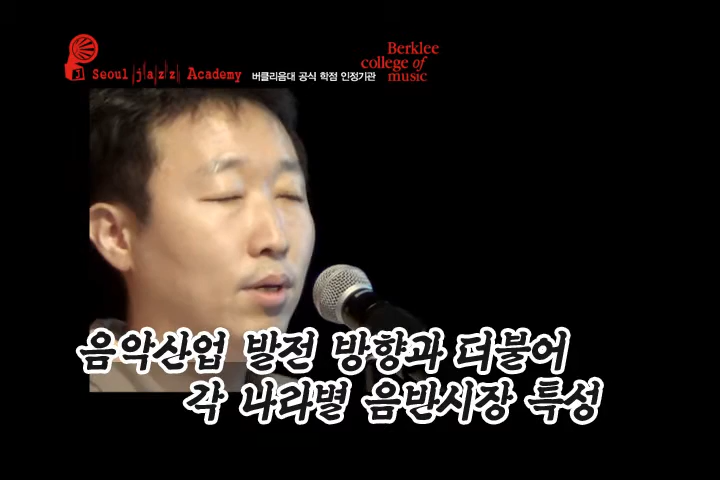 Berklee
college of
music
Seoul jazz Academy 버클리음대 공식 학점 인정기관
음악산업 발전 방향과 더불어
각 나라별 음반시장 특성